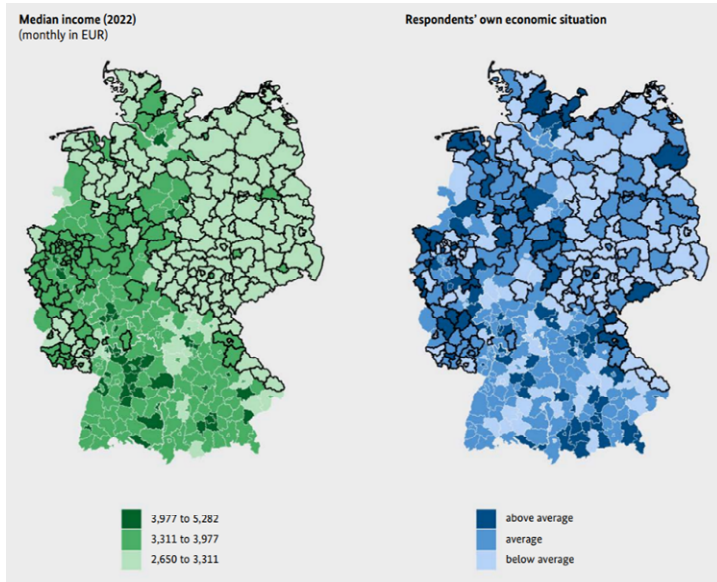 Median income (2022)
(monthly in EUR)
Respondents' own economic situation
3,977 to 5,282
3,311 to 3,977
2,650 to 3,311
above average
average
below average